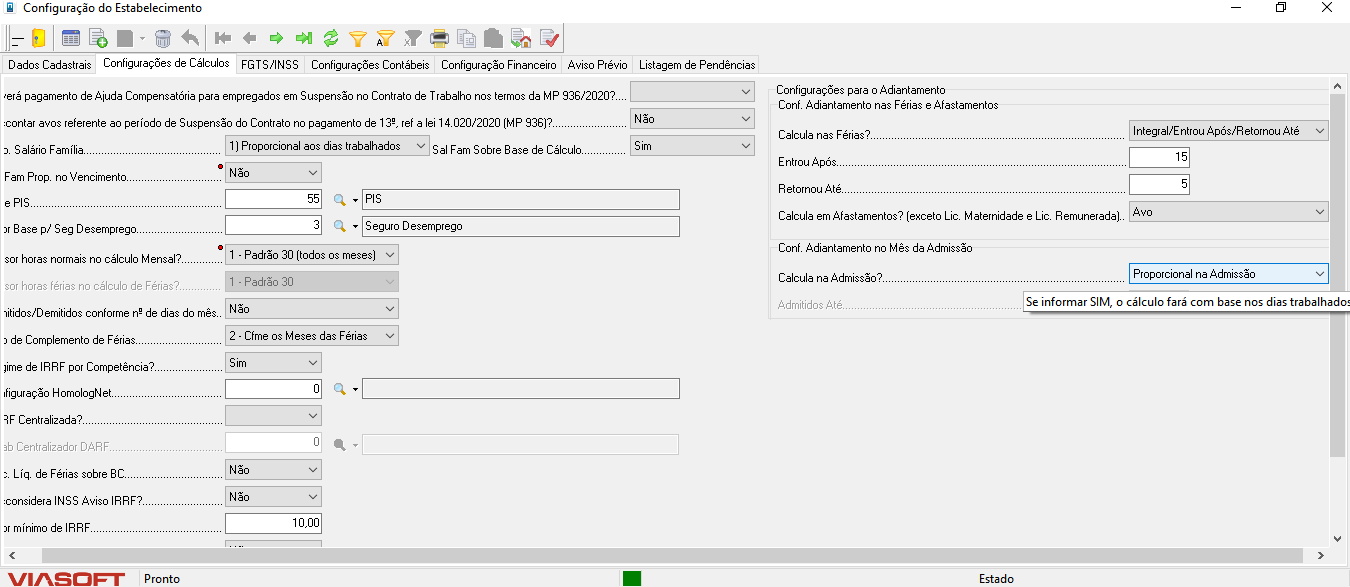 Configuração do Estabelecimento
Dados Cadastrais Configurações de Cálculos FGTS/INSS Configurações Contábeis Configuração Financeiro Aviso Prévio Listagem de Pendências
verá pagamento de Ajuda Compensatória para empregados em Suspensão no Contrato de Trabalho nos termos da MP 936/2020?....
contar avos referente ao período de Suspensão do Contrato no pagamento de 13º, ref a lei 14.020/2020 (MP 936)?.................... Não
o. Salário Família............................................ 1) Proporcional aos dias trabalhados Sal Fam Sobre Base de Cálculo.............. Sim
Fam Prop. no Vencimento.............................. Não
e PIS............................................................. 55 PIS
or Base p/ Seg Desemprego........................... 3 Seguro Desemprego
sor horas normais no cálculo Mensal?............ 1 - Padrão 30 (todos os meses)
sor horas férias no cálculo de Férias?............. 1 - Padrão 30
mitidos/Demitidos conforme nº de dias do mês.. Não
o de Complemento de Férias........................... 2 - Cfme os Meses das Férias
gime de IRRF por Competência?..................... Sim
nfiguração HomologNet.................................. 0
RF Centralizada?........................................... 
ab Centralizador DARF................................... 0
c. Líq. de Férias sobre BC............................... Não
econsidera INSS Aviso IRRF?......................... Não
or mínimo de IRRF.......................................... 10,00
Configurações para o Adiantamento
Conf. Adiantamento nas Férias e Afastamentos
Calcula nas Férias?.................................................................. Integral/Entrou Após/Retornou Até
Entrou Após............................................................................ 15
Retornou Até........................................................................... 5
Calcula em Afastamentos? (exceto Lic. Maternidade e Lic. Remunerada).. Avo
Conf. Adiantamento no Mês da Admissão
Calcula na Admissão?.............................................................. Proporcional na Admissão
Admitidos Até..............................................
Se informar SIM, o cálculo fará com base nos dias trabalhados
VIASOFT Pronto Estado